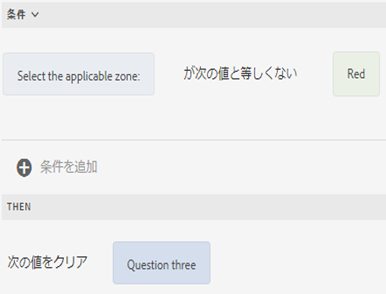 条件
Select the applicable zone: が次の値と等しくない Red
条件を追加
THEN
次の値をクリア Question three